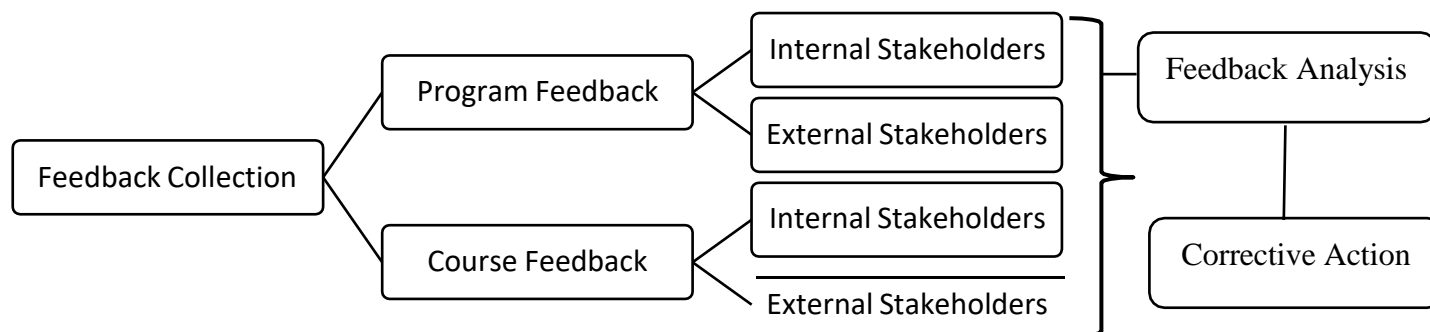 Feedback Collection
Program Feedback
Internal Stakeholders
External Stakeholders
Course Feedback
Internal Stakeholders
External Stakeholders
Feedback Analysis
Corrective Action